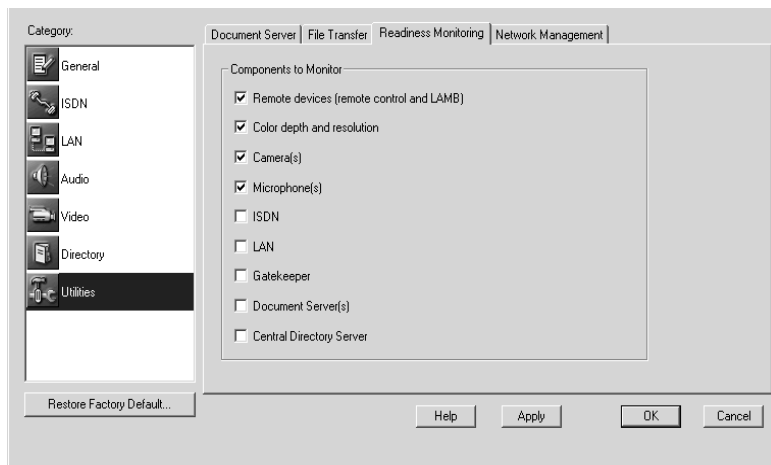 Category:
General
ISDN
LAN
Audio
Video
Directory
Utilities
Restore Factory Default...
Document Server
File Transfer
Readiness Monitoring
Network Management
Components to Monitor
Remote devices (remote control and LAMB)
Color depth and resolution
Camera(s)
Microphone(s)
ISDN
LAN
Gatekeeper
Document Server(s)
Central Directory Server
Help
Apply
OK
Cancel